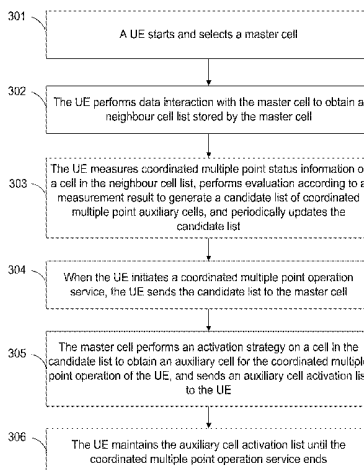 301
A UE starts and selects a master cell
302
The UE performs data interaction with the master cell to obtain a
neighbour cell list stored by the master cell
303
The UE measures coordinated multiple point status information o
a cell in the neighbour cell list, performs evaluation according to a
measurement result to generate a candidate list of coordinated
multiple point auxiliary cells, and periodically updates the
candidate list
304
When the UE initiates a coordinated multiple point operation
service, the UE sends the candidate list to the master cell
305
The master cell performs an activation strategy on a cell in the
candidate list to obtain an auxiliary cell for the coordinated multiple
point operation of the UE, and sends an auxiliary cell activation list
to the UE
306
The UE maintains the auxiliary cell activation list until the
coordinated multiple point operation service ends